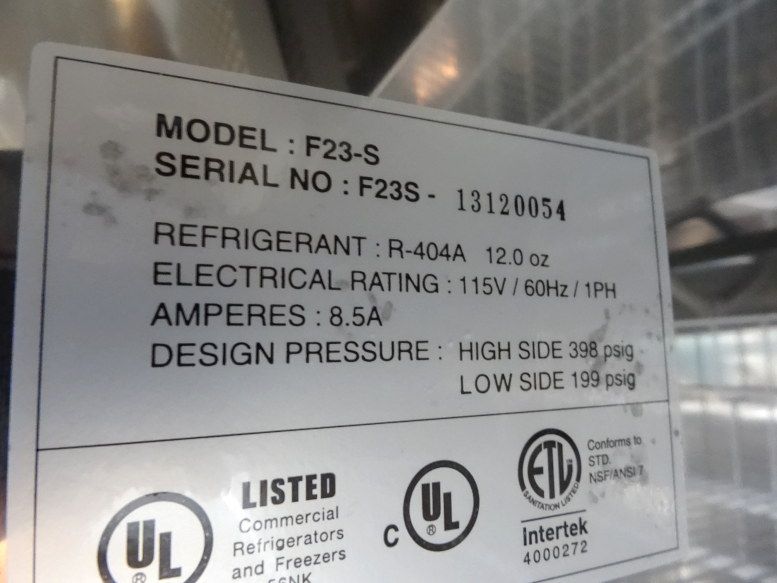 MODEL : F23-S
SERIAL NO : F23S - 13120054
REFRIGERANT : R-404A 12.0 oz
ELECTRICAL RATING : 115V / 60Hz / 1PH
AMPERES : 8.5A
DESIGN PRESSURE : HIGH SIDE 398 psig
LOW SIDE 199 psig
UL
®
LISTED
Commercial
Refrigerators
and Freezers
C UL
®
ETL
SANITATION LISTED
Intertek
4000272
Conforms to
STD.
NSF/ANSI 7